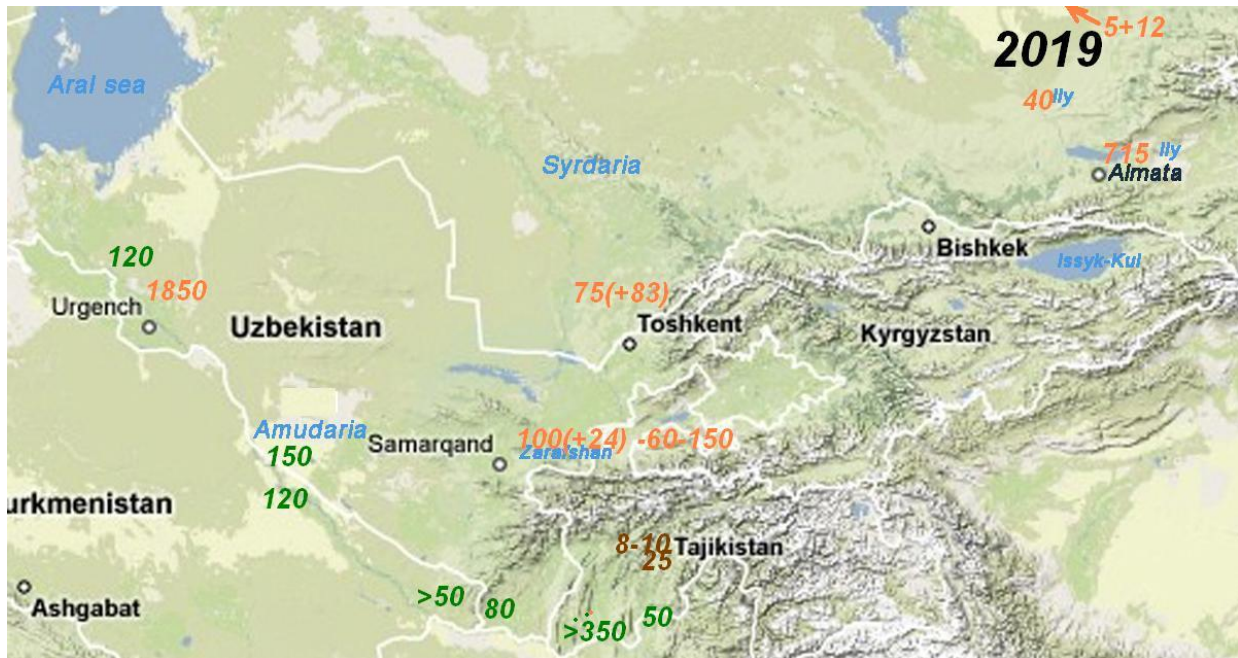 5+12
2019
Aral sea
40 Ily
Syrdaria
715 Ily
Almata
120
Bishkek
Issyk-Kul
1850
75(+83)
Urgench
Uzbekistan
Toshkent
Kyrgyzstan
Amudaria
Samarqand
100(+24) -60-150
Zarafshan
150
120
urkmenistan
8-10
Tajikistan
25
>50
80
50
Ashgabat
>350